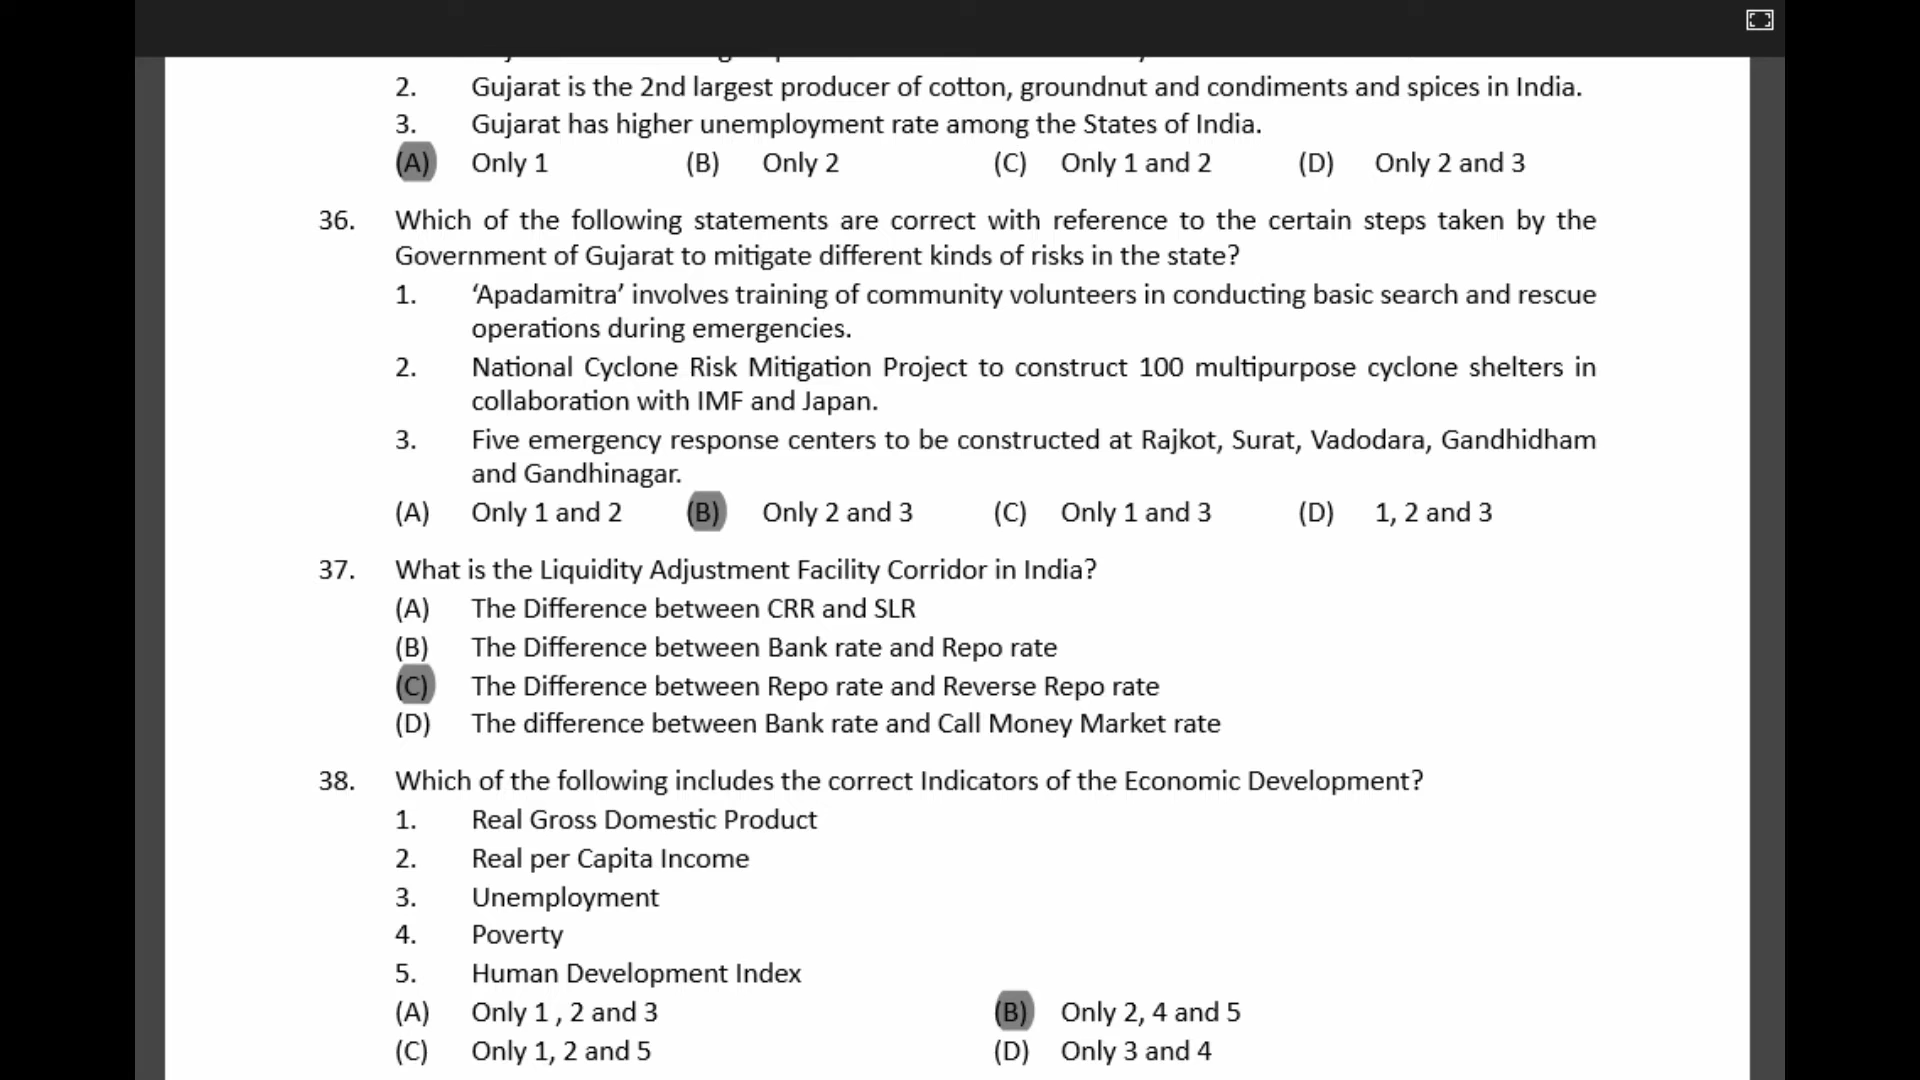 2. Gujarat is the 2nd largest producer of cotton, groundnut and condiments and spices in India.
3. Gujarat has higher unemployment rate among the States of India.
(A) Only 1 (B) Only 2 (C) Only 1 and 2 (D) Only 2 and 3
36. Which of the following statements are correct with reference to the certain steps taken by the
Government of Gujarat to mitigate different kinds of risks in the state?
1. ‘Apadamitra’ involves training of community volunteers in conducting basic search and rescue
operations during emergencies.
2. National Cyclone Risk Mitigation Project to construct 100 multipurpose cyclone shelters in
collaboration with IMF and Japan.
3. Five emergency response centers to be constructed at Rajkot, Surat, Vadodara, Gandhidham
and Gandhinagar.
(A) Only 1 and 2 (B) Only 2 and 3 (C) Only 1 and 3 (D) 1, 2 and 3
37. What is the Liquidity Adjustment Facility Corridor in India?
(A) The Difference between CRR and SLR
(B) The Difference between Bank rate and Repo rate
(C) The Difference between Repo rate and Reverse Repo rate
(D) The difference between Bank rate and Call Money Market rate
38. Which of the following includes the correct Indicators of the Economic Development?
1. Real Gross Domestic Product
2. Real per Capita Income
3. Unemployment
4. Poverty
5. Human Development Index
(A) Only 1 , 2 and 3 (B) Only 2, 4 and 5
(C) Only 1, 2 and 5 (D) Only 3 and 4